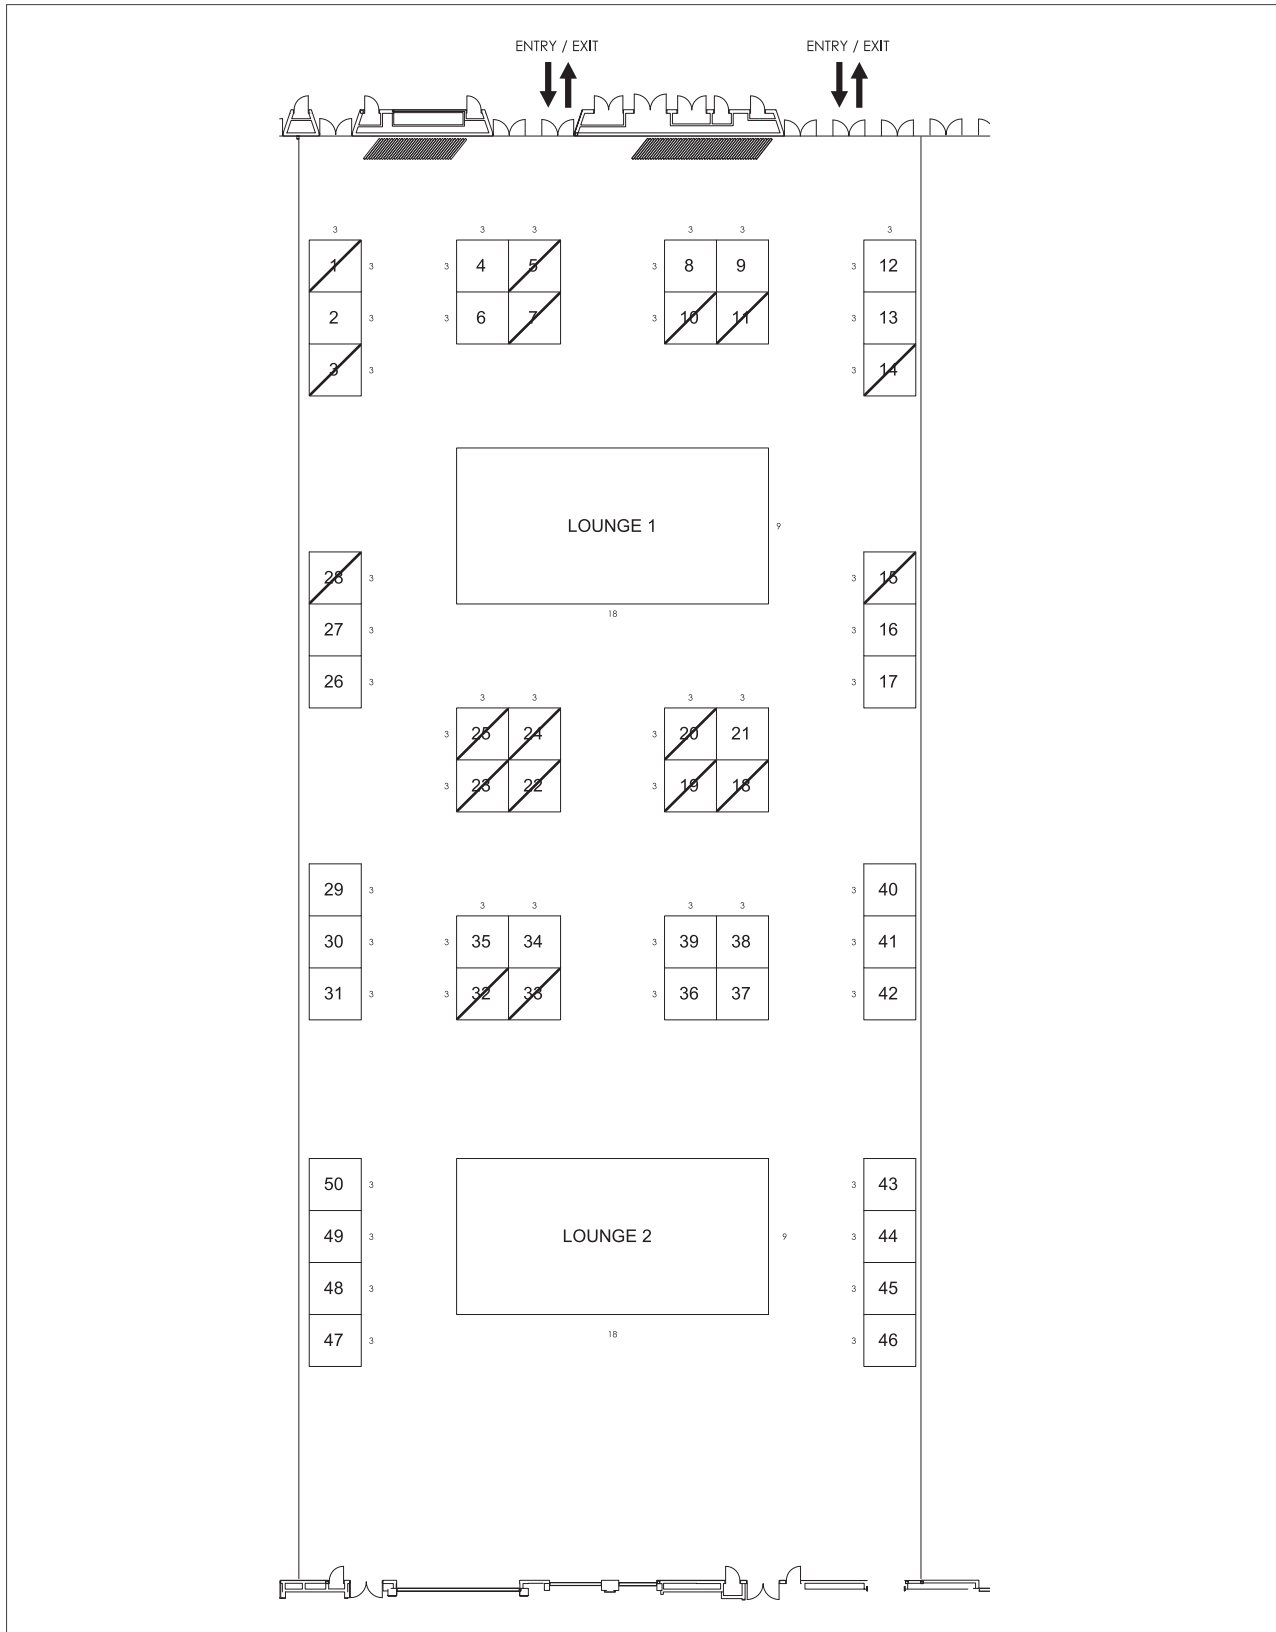 ENTRY / EXIT ENTRY / EXIT
3 3 3 3 3 3
1 3 3 4 5 3 8 9 3 12
2 3 3 6 7 3 10 11 3 13
3 3 3 14
LOUNGE 1 9
28 3 3 15
18
27 3 3 16
26 3 3 17
3 3 3 3
3 25 24 3 20 21
3 23 22 3 19 18
29 3 3 40
3 3 3 3
30 3 3 35 34 3 39 38 3 41
31 3 3 32 33 3 36 37 3 42
50 3 3 43
49 3 LOUNGE 2 9 3 44
48 3 3 45
18
47 3 3 46